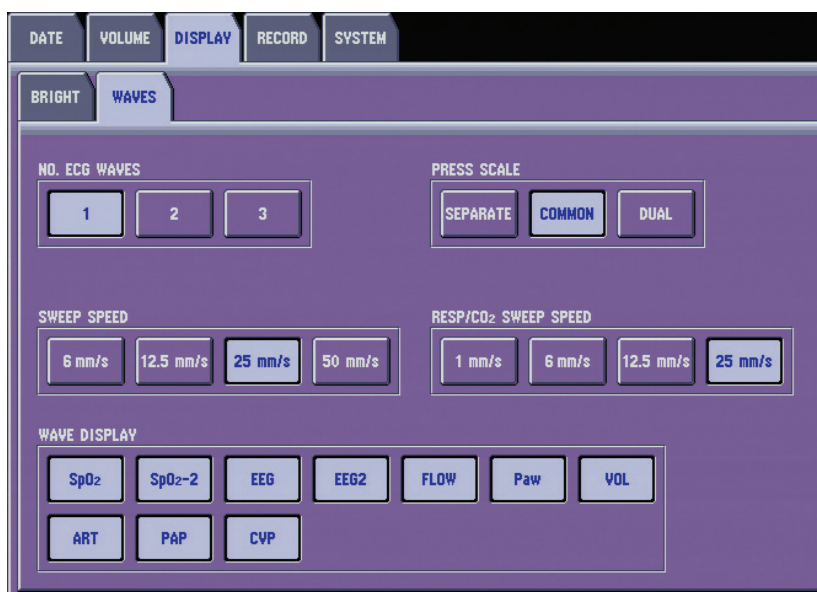 DATE VOLUME DISPLAY RECORD SYSTEM
BRIGHT WAVES
NO. ECG WAVES
1 2 3
PRESS SCALE
SEPARATE COMMON DUAL
SWEEP SPEED
6 mm/s 12.5 mm/s 25 mm/s 50 mm/s
RESP/CO₂ SWEEP SPEED
1 mm/s 6 mm/s 12.5 mm/s 25 mm/s
WAVE DISPLAY
SpO₂ SpO₂-2 EEG EEG2 FLOW Paw VOL
ART PAP CVP